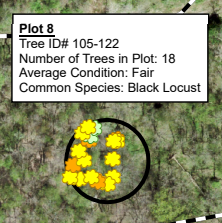 Plot 8
Tree ID# 105-122
Number of Trees in Plot: 18
Average Condition: Fair
Common Species: Black Locust